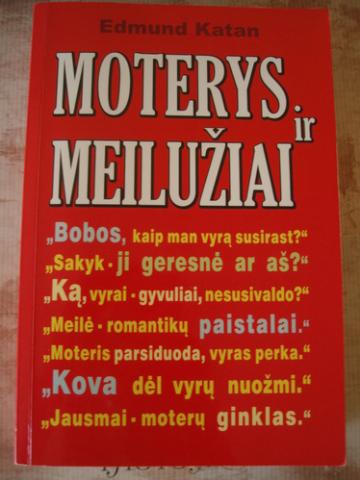 Edmund Katan
MOTERYS
ir
MEILUŽIAI
„Bobos, kaip man vyrą susirast?“
„Sakyk - ji geresnė ar aš?“
„Ką, vyrai - gyvuliai, nesusivaldo?“
„Meilė - romantikų paistalai.“
„Moteris parsiduoda, vyras perka.“
„Kova dėl vyrų nuožmi.“
„Jausmai - moterų ginklas.“